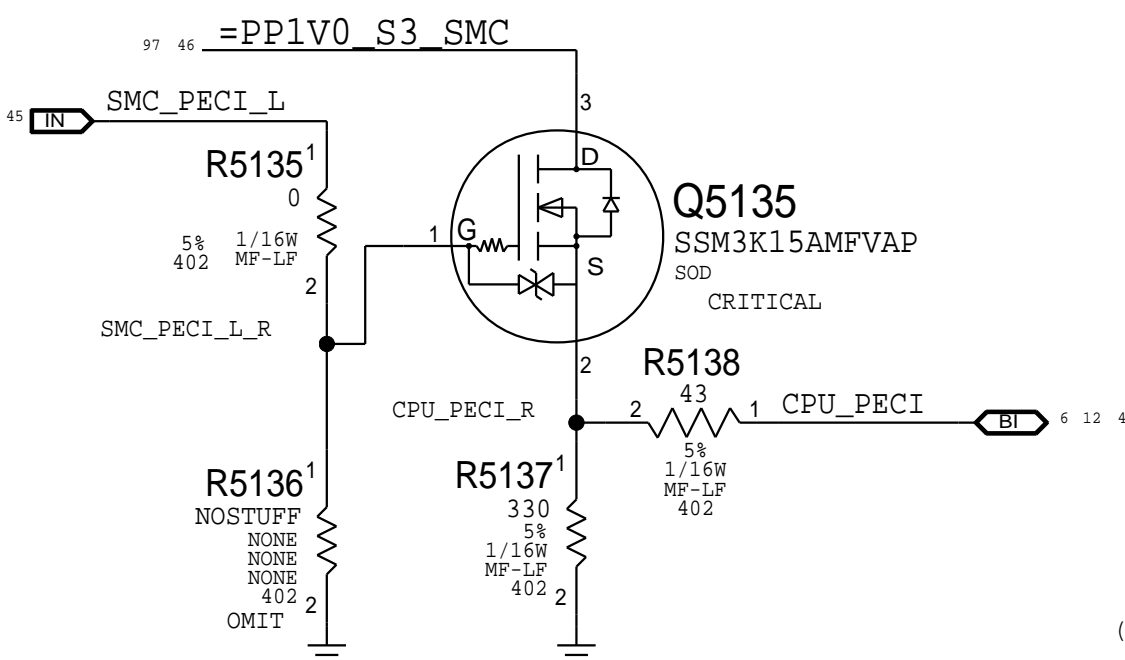 97 46 =PP1V0_S3_SMC
45 IN SMC_PECI_L
3
R5135 1
0
5% 1/16W
402 MF-LF
2
SMC_PECI_L_R
1 G
D
S
Q5135
SSM3K15AMFVAP
SOD
CRITICAL
2
R5138
43
CPU_PECI_R
2 1 CPU_PECI
BI 6 12 4
5%
1/16W
MF-LF
402
R5136 1
NOSTUFF
NONE
NONE
NONE
402
2
OMIT
R5137 1
330
5%
1/16W
MF-LF
402
2
(